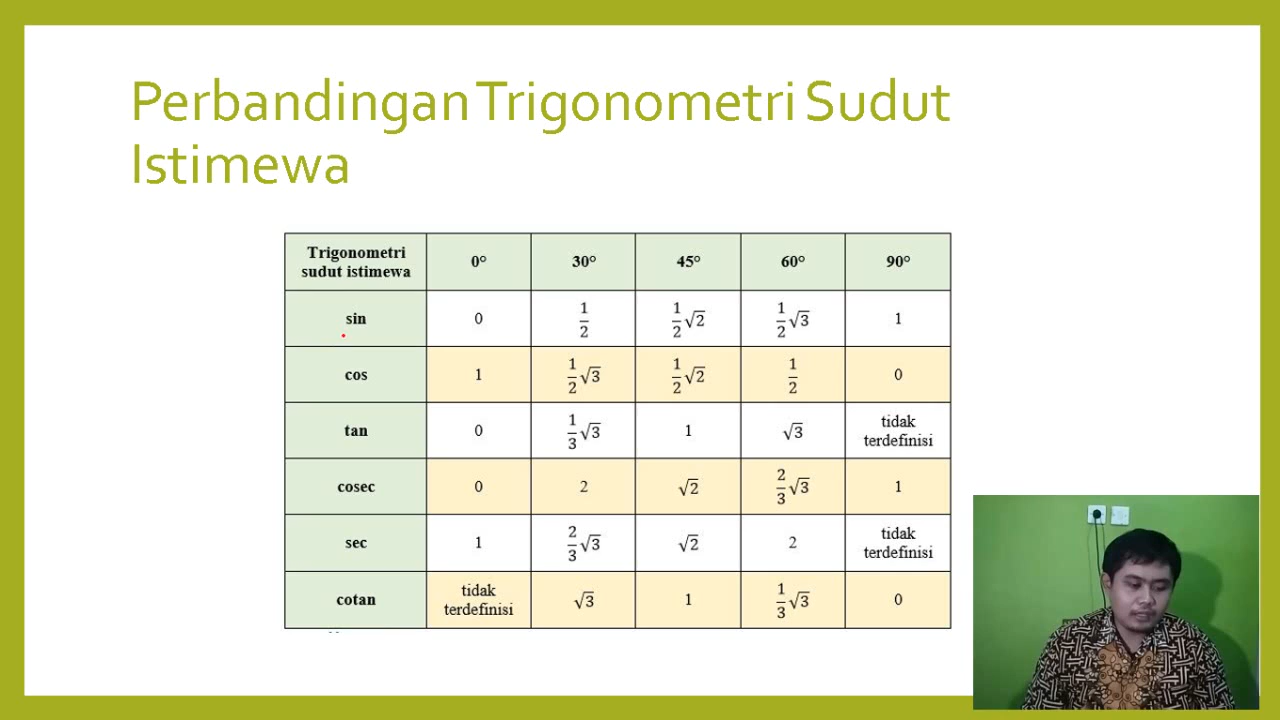 Perbandingan Trigonometri Sudut
Istimewa
Trigonometri
sudut istimewa
0° 30° 45° 60° 90°
sin 0 1/2 1/2√2 1/2√3 1
cos 1 1/2√3 1/2√2 1/2 0
tan 0 1/3√3 1 √3 tidak terdefinisi
cosec 0 2 √2 2/3√3 1
sec 1 2/3√3 √2 2 tidak terdefinisi
cotan tidak terdefinisi √3 1 1/3√3 0